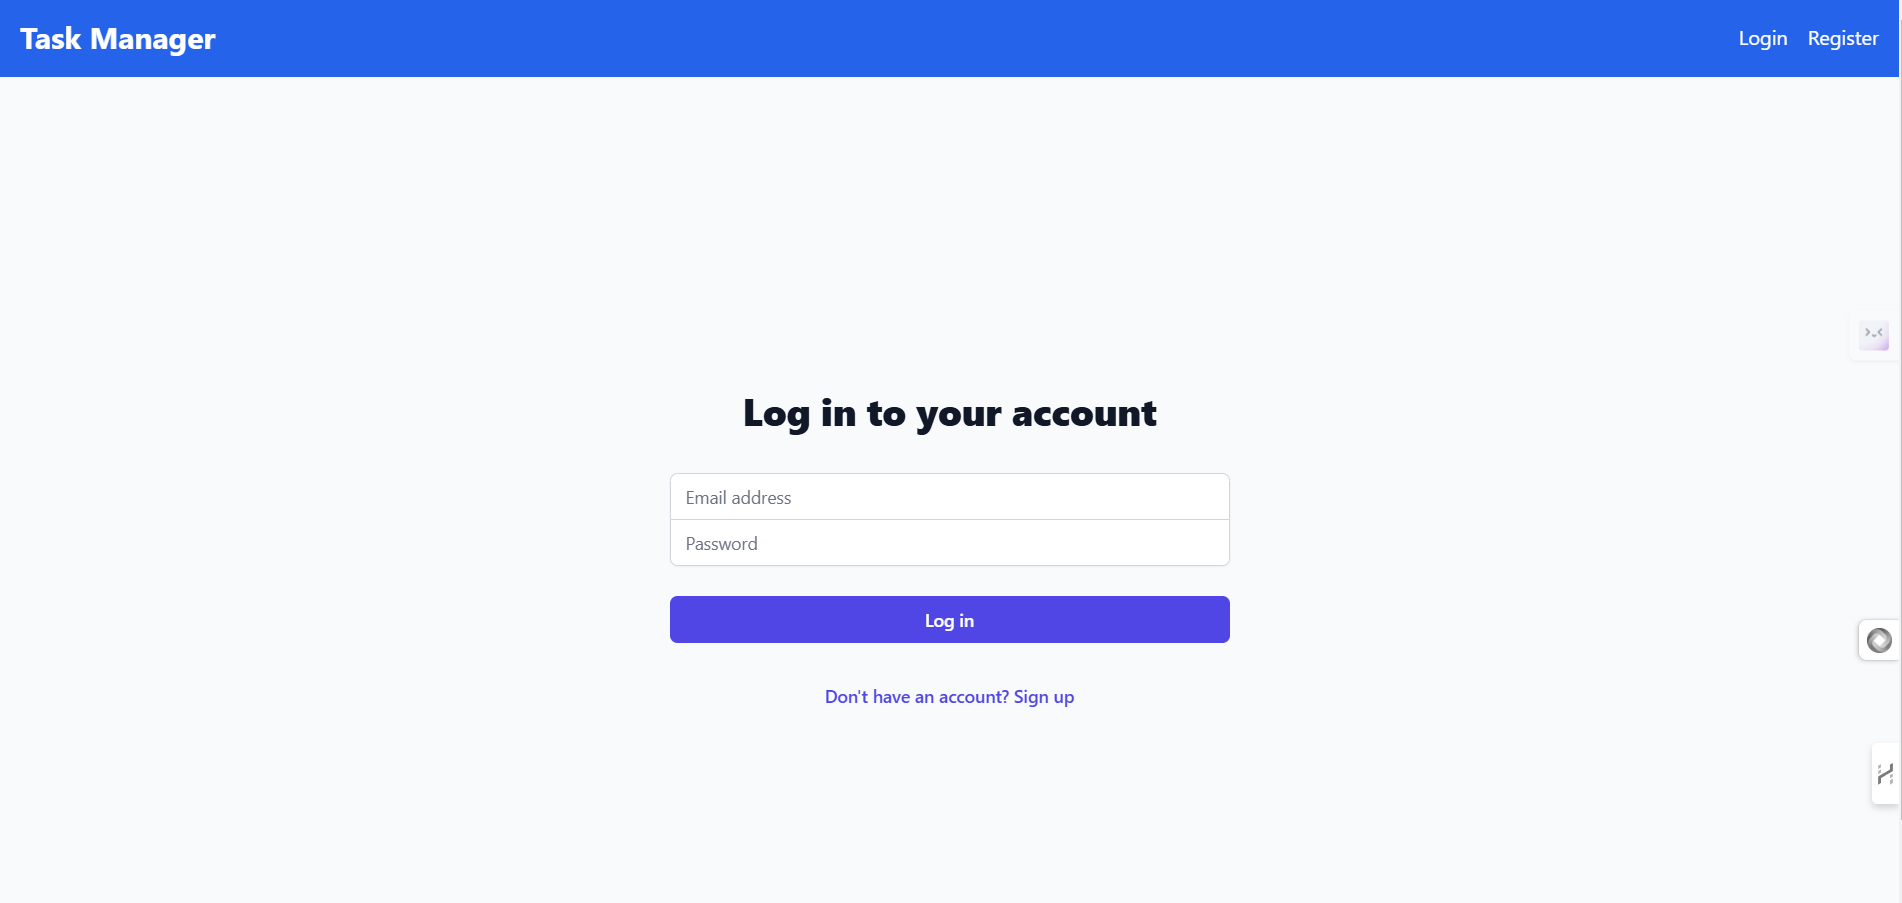 Task Manager
Login Register
Log in to your account
Email address
Password
Log in
Don't have an account? Sign up